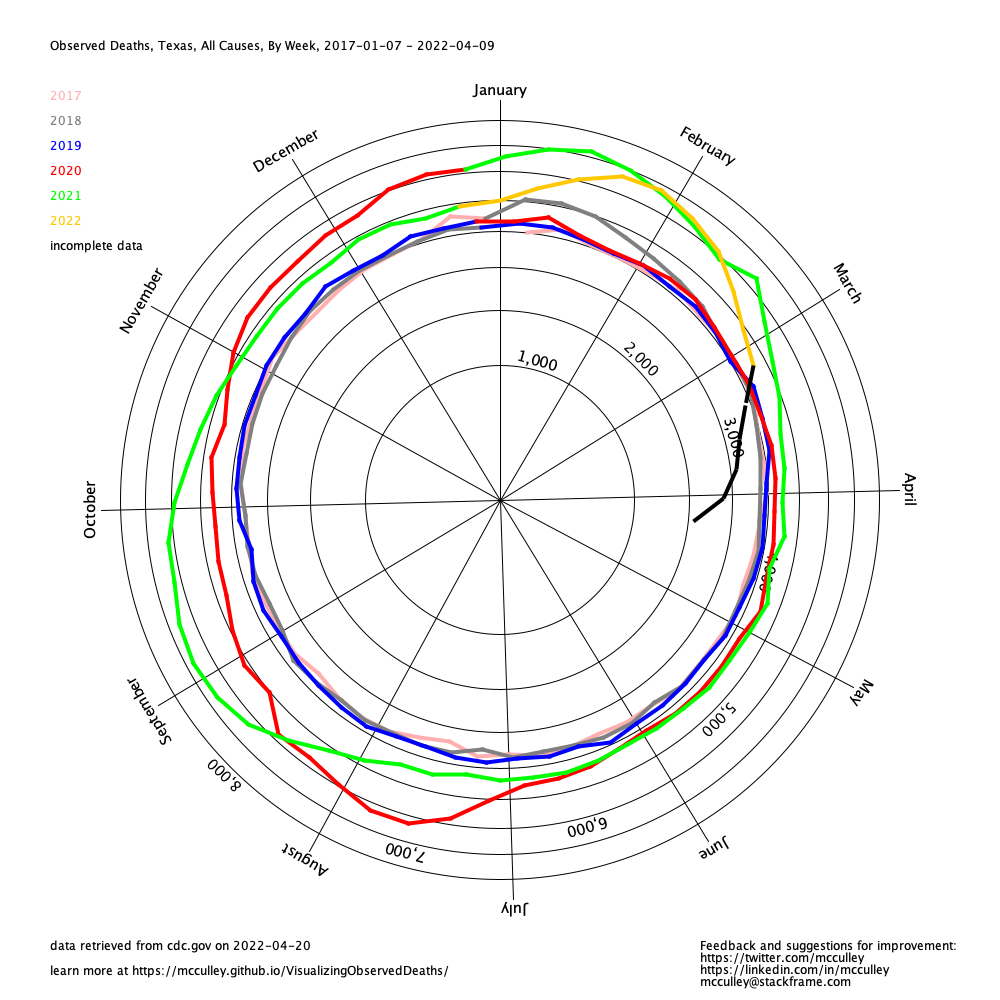 Observed Deaths, Texas, All Causes, By Week, 2017-01-07 - 2022-04-09
2017
2018
2019
2020
2021
2022
incomplete data
January
February
March
April
May
June
July
August
September
October
November
December
1,000
2,000
3,000
4,000
5,000
6,000
7,000
8,000
data retrieved from cdc.gov on 2022-04-20
learn more at https://mcculley.github.io/VisualizingObservedDeaths/
Feedback and suggestions for improvement:
https://twitter.com/mcculley
https://linkedin.com/in/mcculley
mcculley@stackframe.com